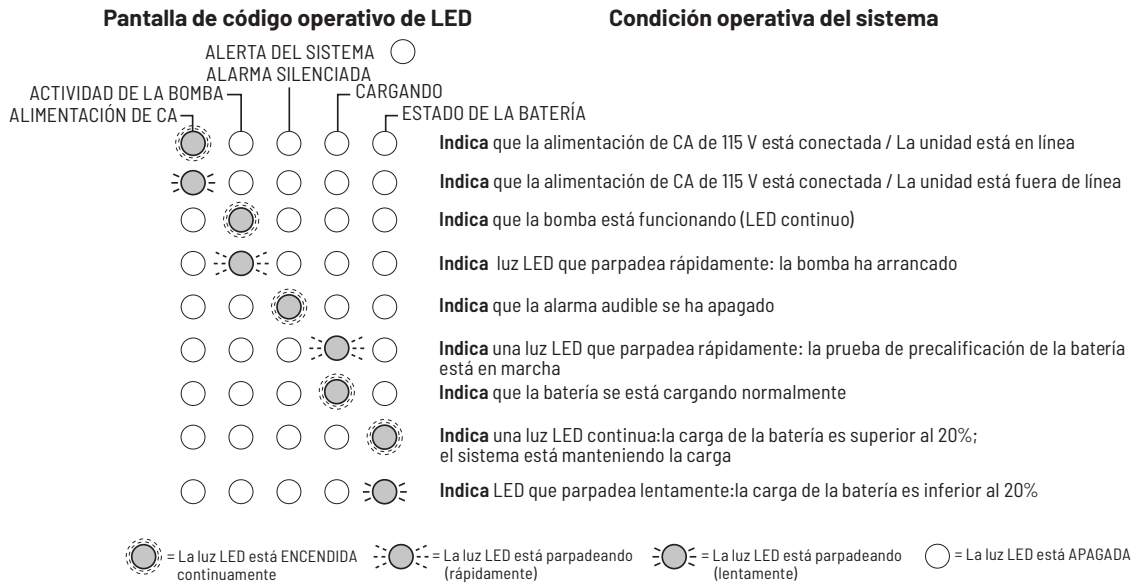 Pantalla de código operativo de LED
Condición operativa del sistema
ALERTA DEL SISTEMA
ALARMA SILENCIADA
ACTIVIDAD DE LA BOMBA
CARGANDO
ALIMENTACIÓN DE CA
ESTADO DE LA BATERÍA
Indica que la alimentación de CA de 115 V está conectada / La unidad está en línea
Indica que la alimentación de CA de 115 V está conectada / La unidad está fuera de línea
Indica que la bomba está funcionando (LED continuo)
Indica luz LED que parpadea rápidamente: la bomba ha arrancado
Indica que la alarma audible se ha apagado
Indica una luz LED que parpadea rápidamente: la prueba de precalificación de la batería
está en marcha
Indica que la batería se está cargando normalmente
Indica una luz LED continua:la carga de la batería es superior al 20%;
el sistema está manteniendo la carga
Indica LED que parpadea lentamente:la carga de la batería es inferior al 20%
= La luz LED está ENCENDIDA
continuamente
= La luz LED está parpadeando
(rápidamente)
= La luz LED está parpadeando
(lentamente)
= La luz LED está APAGADA